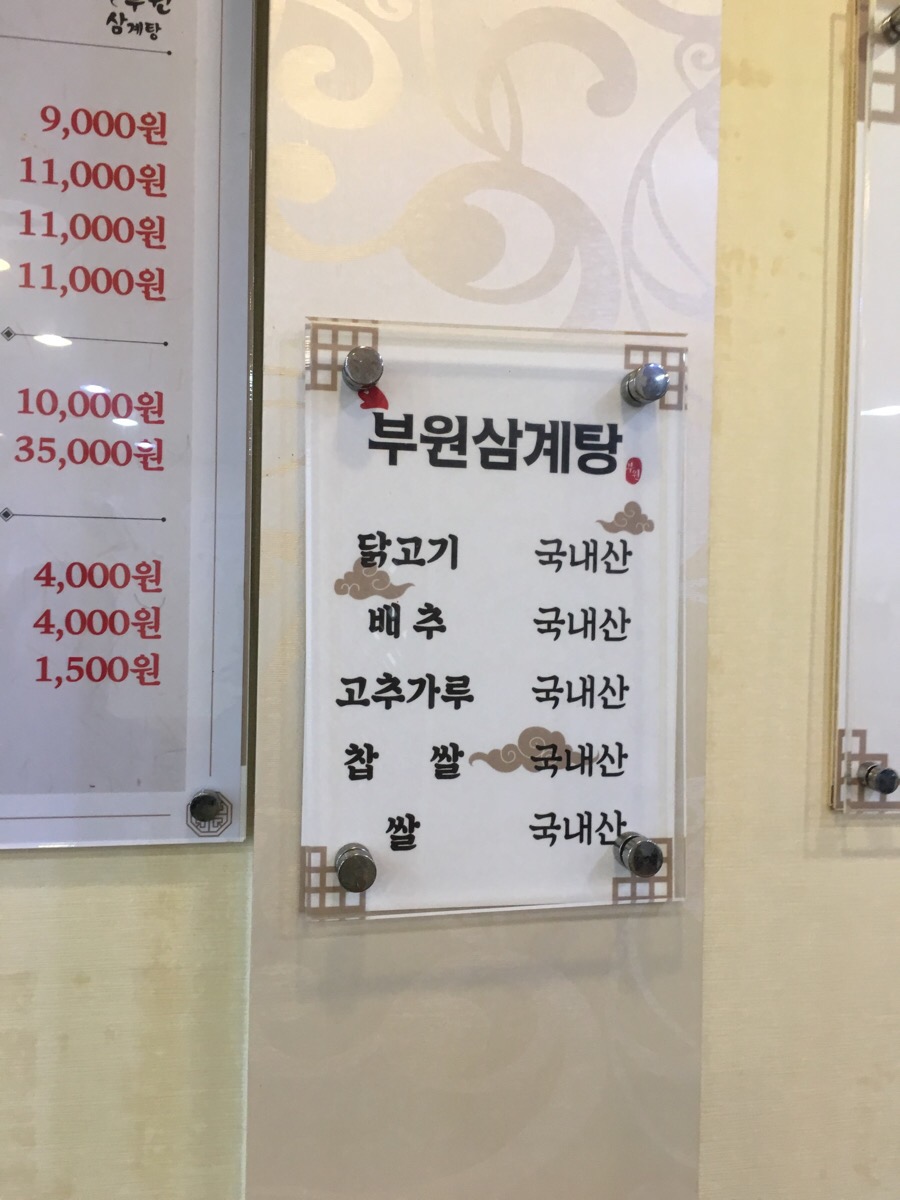 삼계탕
9,000원
11,000원
11,000원
11,000원
10,000원
35,000원
4,000원
4,000원
1,500원
부원삼계탕
닭고기 국내산
배추 국내산
고추가루 국내산
찹 쌀 국내산
쌀 국내산